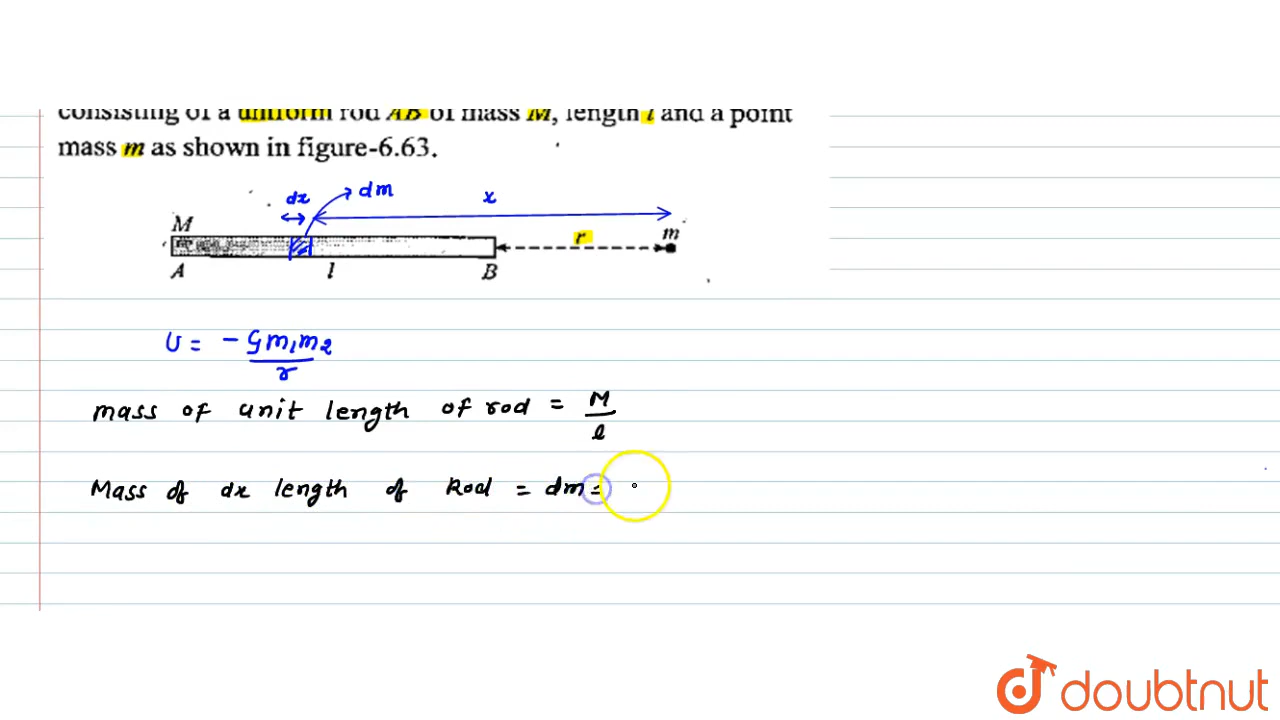 consisting of a uniform rod AB of mass M, length l and a point
mass m as shown in figure-6.63.
dx dm x
M r m
A l B
U = - Gm₁m₂
r
mass of unit length of rod = M
l
Mass of dx length of Rod = dm =
doubtnut